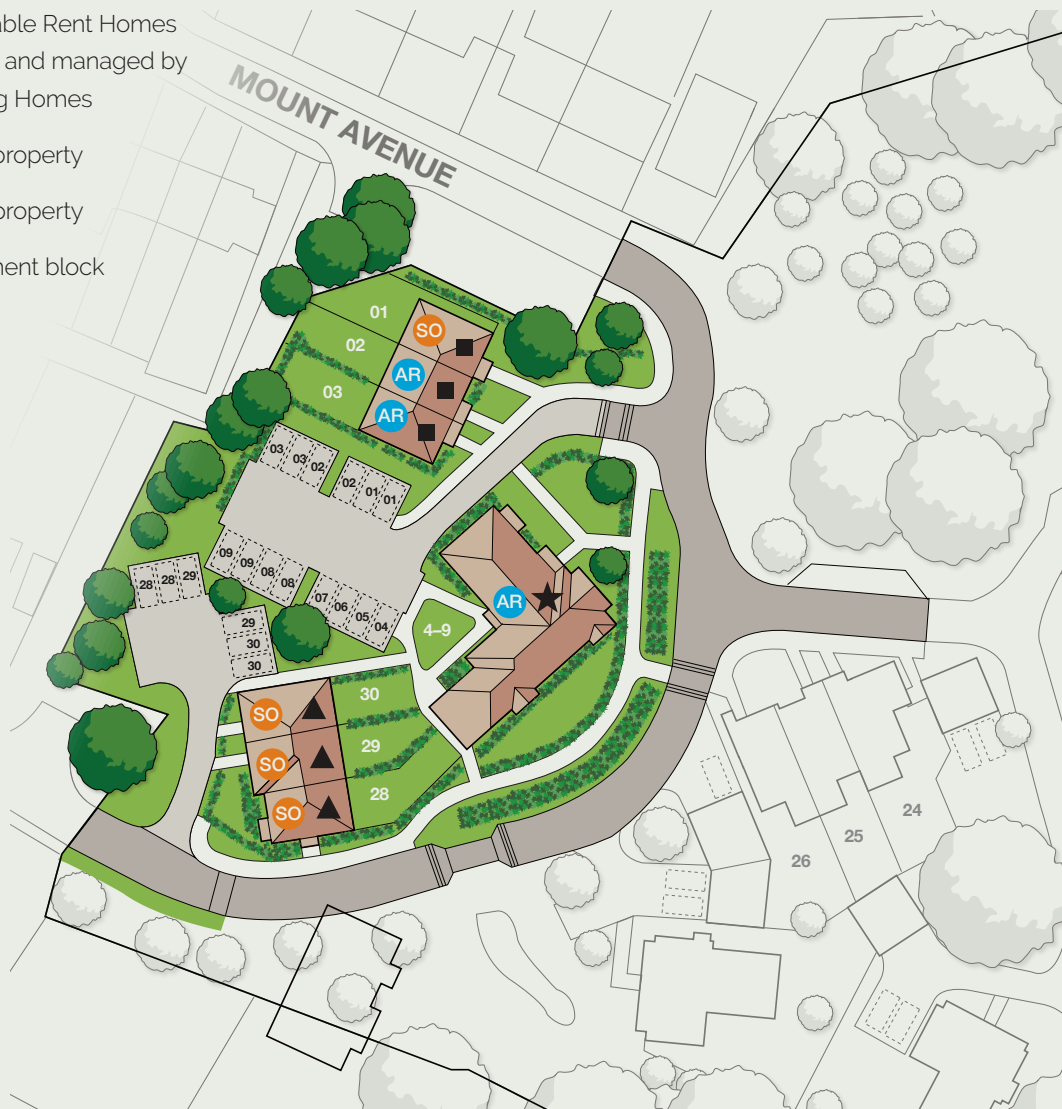 able Rent Homes
and managed by
g Homes
property
property
ment block
MOUNT AVENUE
01
SO
02
AR
03
AR
03 03 02
02 01 01
09 09 08 08
07 06 05 04
28 28 29
29
30
30
4–9
AR
SO
30
SO
29
SO
28
24
25
26